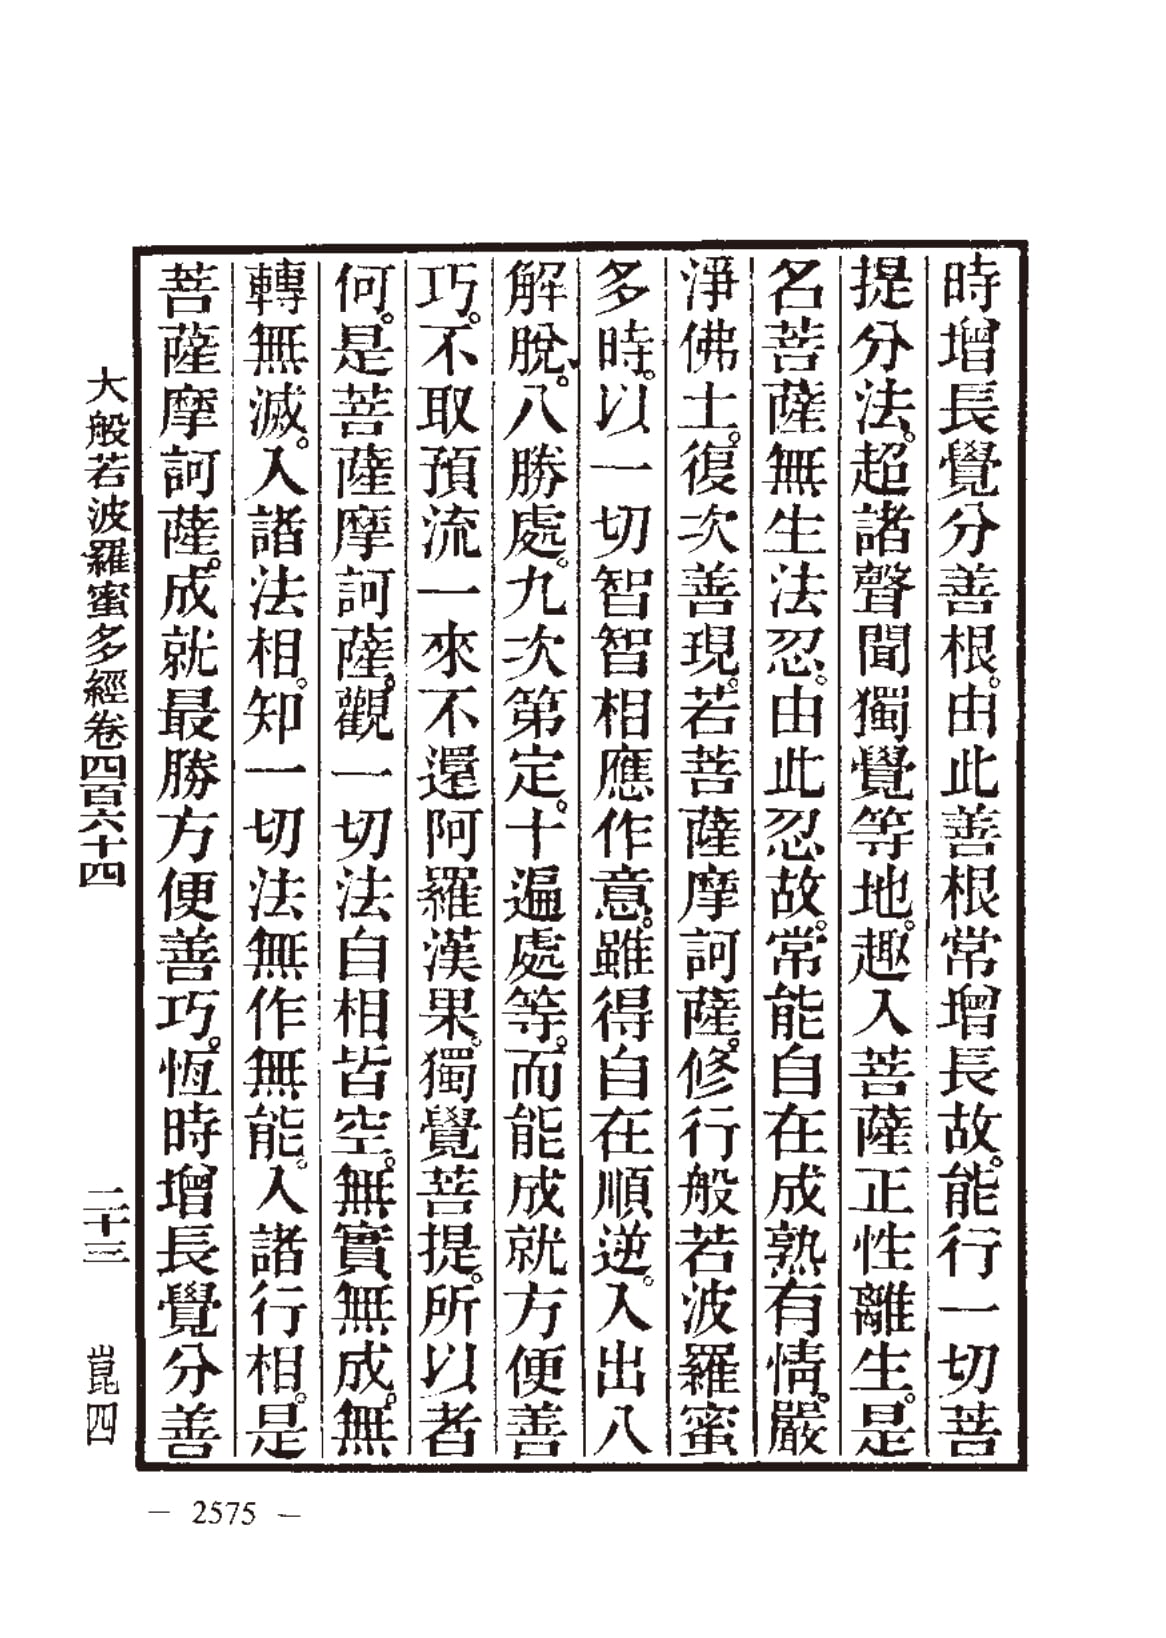 時增長覺分善根。由此善根常增長故。能行一切菩
提分法。超諸聲聞獨覺等地。趣入菩薩正性離生。是
名菩薩無生法忍。由此忍故。常能自在成熟有情。嚴
淨佛土。復次善現。若菩薩摩訶薩。修行般若波羅蜜
多時。以一切智智相應作意。雖得自在順逆。入出八
解脫。八勝處。九次第定。十遍處等。而能成就方便善
巧。不取預流一來不還阿羅漢果。獨覺菩提。所以者
何。是菩薩摩訶薩。觀一切法自相皆空。無實無成。無
轉無滅。入諸法相。知一切法無作無能。入諸行相。是
菩薩摩訶薩。成就最勝方便善巧。恆時增長覺分善
大般若波羅蜜多經卷四百六十四 二十三 崑四
— 2575 —